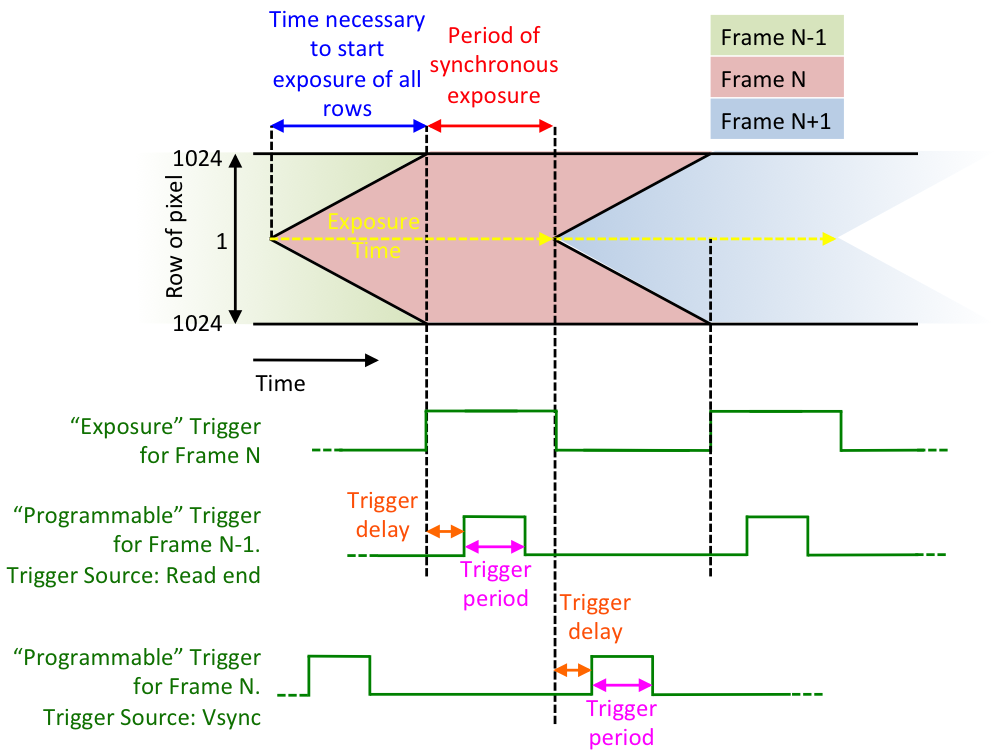 Time necessary
to start
exposure of all
rows
Period of
synchronous
exposure
Frame N-1
Frame N
Frame N+1
1024
Row of pixel
1
1024
Exposure
Time
Time
“Exposure” Trigger
for Frame N
Trigger
delay
“Programmable” Trigger
for Frame N-1.
Trigger Source: Read end
Trigger
period
Trigger
delay
“Programmable” Trigger
for Frame N.
Trigger Source: Vsync
Trigger
period